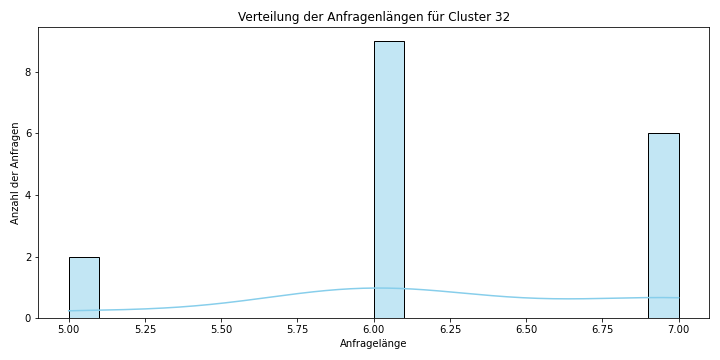 Verteilung der Anfragenlängen für Cluster 32
Anzahl der Anfragen
8
6
4
2
0
5.00 5.25 5.50 5.75 6.00 6.25 6.50 6.75 7.00
Anfragelänge